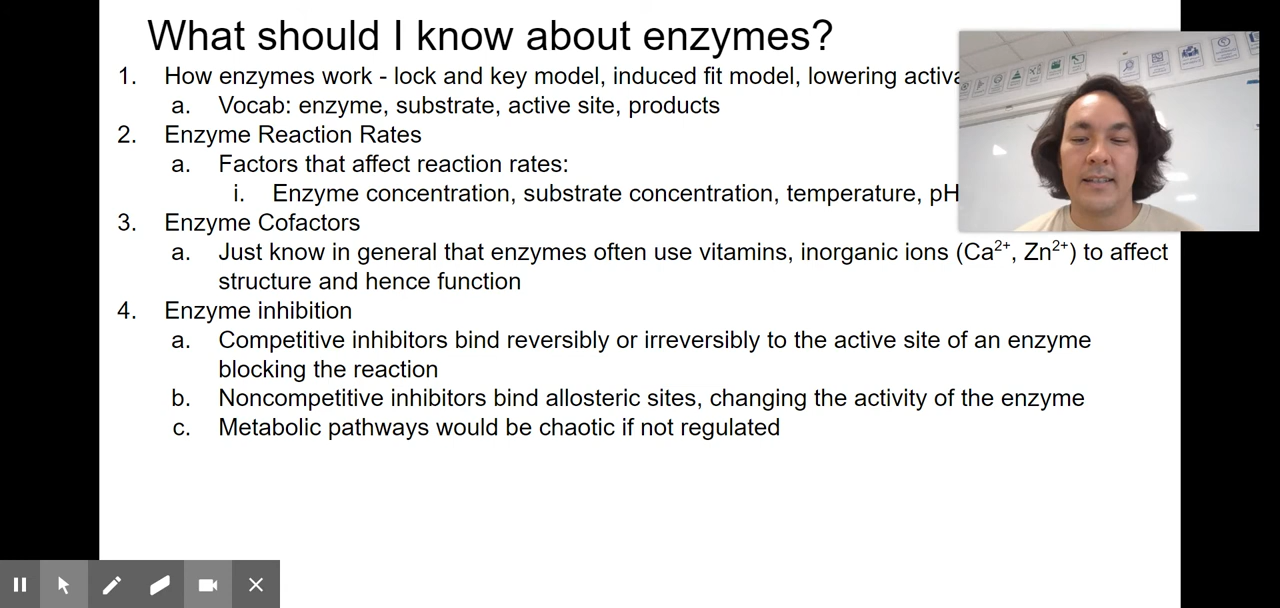 What should I know about enzymes?
1. How enzymes work - lock and key model, induced fit model, lowering
a. Vocab: enzyme, substrate, active site, products
2. Enzyme Reaction Rates
a. Factors that affect reaction rates:
i. Enzyme concentration, substrate concentration, temperature, pH
3. Enzyme Cofactors
a. Just know in general that enzymes often use vitamins, inorganic ions (Ca²⁺, Zn²⁺) to affect
structure and hence function
4. Enzyme inhibition
a. Competitive inhibitors bind reversibly or irreversibly to the active site of an enzyme
blocking the reaction
b. Noncompetitive inhibitors bind allosteric sites, changing the activity of the enzyme
c. Metabolic pathways would be chaotic if not regulated